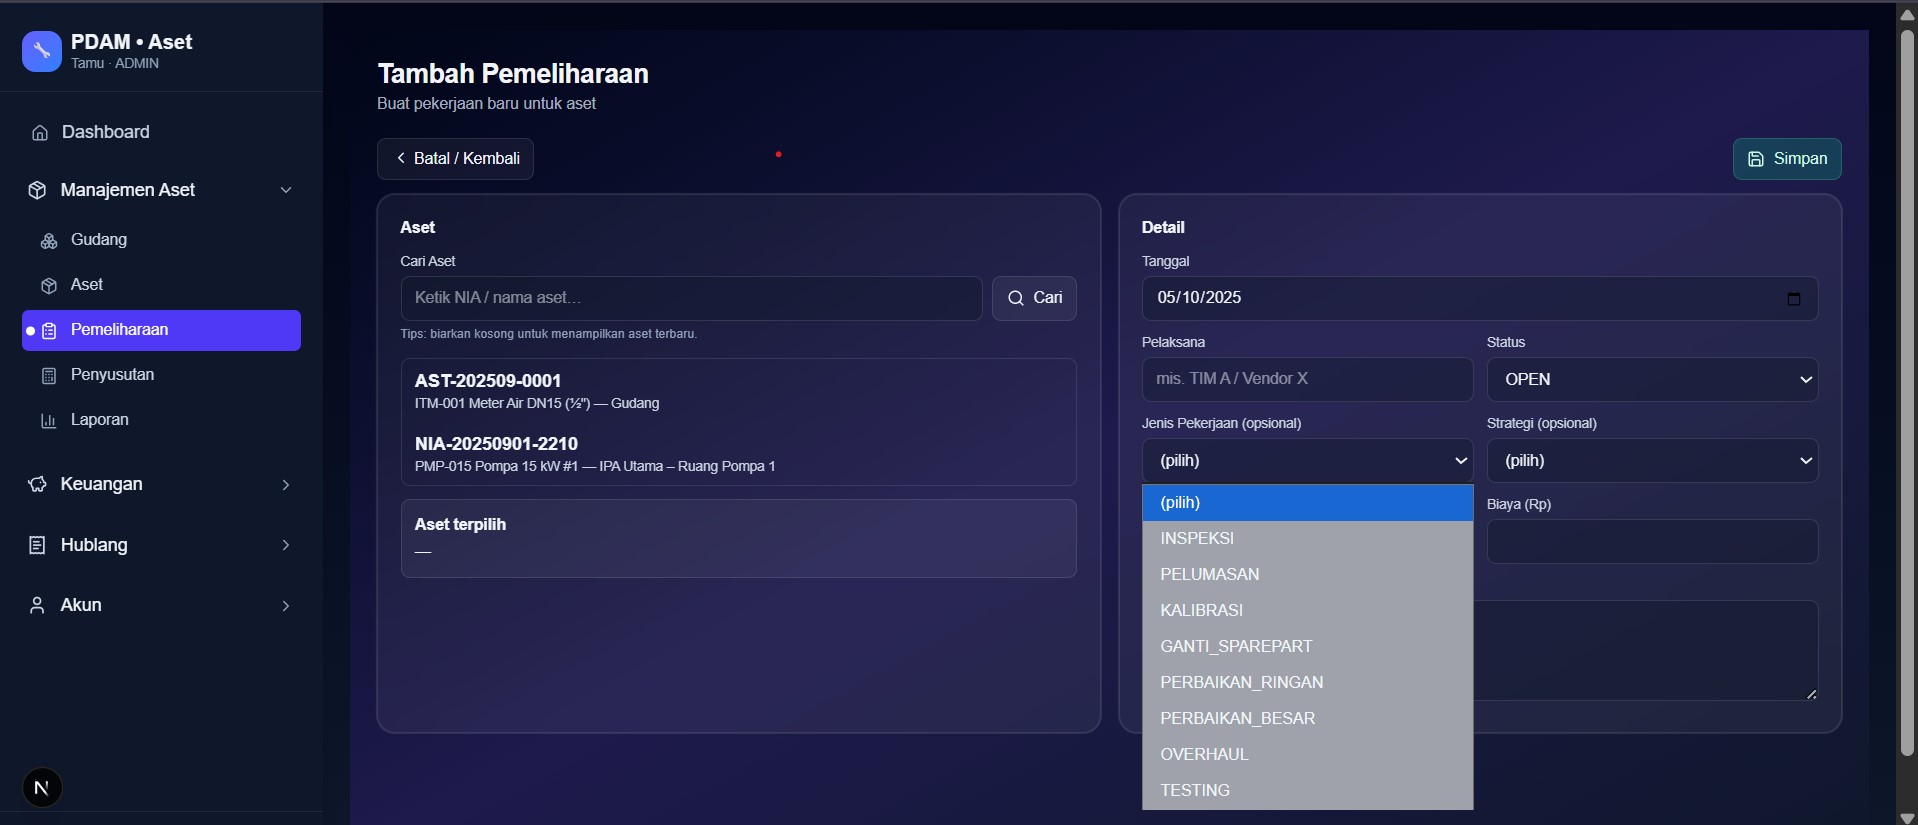 PDAM • Aset
Tamu · ADMIN
Dashboard
Manajemen Aset
Gudang
Aset
Pemeliharaan
Penyusutan
Laporan
Keuangan
Hublang
Akun
N
Tambah Pemeliharaan
Buat pekerjaan baru untuk aset
Batal / Kembali
Simpan
Aset
Cari Aset
Ketik NIA / nama aset…
Cari
Tips: biarkan kosong untuk menampilkan aset terbaru.
AST-202509-0001
ITM-001 Meter Air DN15 (½") — Gudang
NIA-20250901-2210
PMP-015 Pompa 15 kW #1 — IPA Utama – Ruang Pompa 1
Aset terpilih
—
Detail
Tanggal
05/10/2025
Pelaksana
mis. TIM A / Vendor X
Status
OPEN
Jenis Pekerjaan (opsional)
(pilih)
Strategi (opsional)
(pilih)
(pilih)
INSPEKSI
PELUMASAN
KALIBRASI
GANTI_SPAREPART
PERBAIKAN_RINGAN
PERBAIKAN_BESAR
OVERHAUL
TESTING
Biaya (Rp)